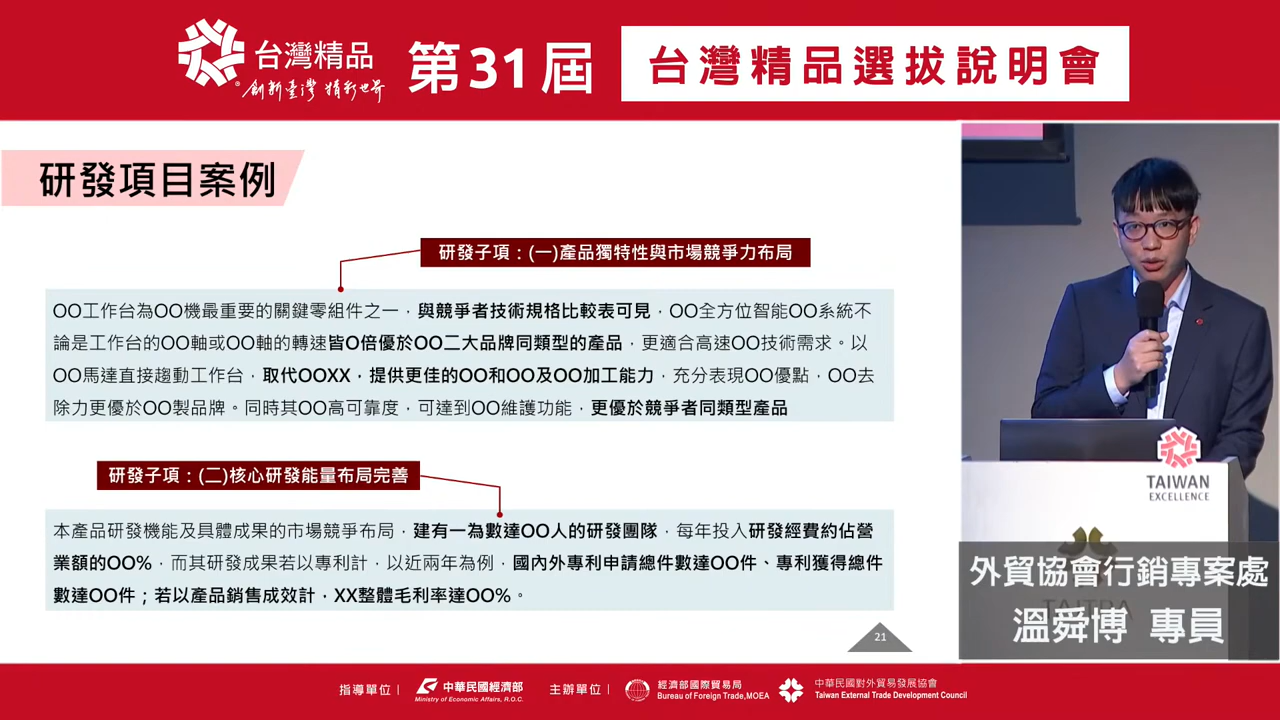 台灣精品
創新臺灣 精彩世界
第31屆
台灣精品選拔說明會
研發項目案例
研發子項：(一)產品獨特性與市場競爭力布局
OO工作台為OO機最重要的關鍵零組件之一，與競爭者技術規格比較表可見，OO全方位智能OO系統不
論是工作台的OO軸或OO軸的轉速皆O倍優於OO二大品牌同類型的產品，更適合高速OO技術需求。以
OO馬達直接趨動工作台，取代OOXX，提供更佳的OO和OO及OO加工能力，充分表現OO優點，OO去
除力更優於OO製品牌。同時其OO高可靠度，可達到OO維護功能，更優於競爭者同類型產品
研發子項：(二)核心研發能量布局完善
本產品研發機能及具體成果的市場競爭布局，建有一為數達OO人的研發團隊，每年投入研發經費約佔營
業額的OO%，而其研發成果若以專利計，以近兩年為例，國內外專利申請總件數達OO件、專利獲得總件
數達OO件；若以產品銷售成效計，XX整體毛利率達OO%。
21
TAIWAN
EXCELLENCE
外貿協會行銷專案處
TAITRA
溫舜博 專員
指導單位
中華民國經濟部
Ministry of Economic Affairs, R.O.C.
主辦單位
經濟部國際貿易局
Bureau of Foreign Trade,MOEA
中華民國對外貿易發展協會
Taiwan External Trade Development Council